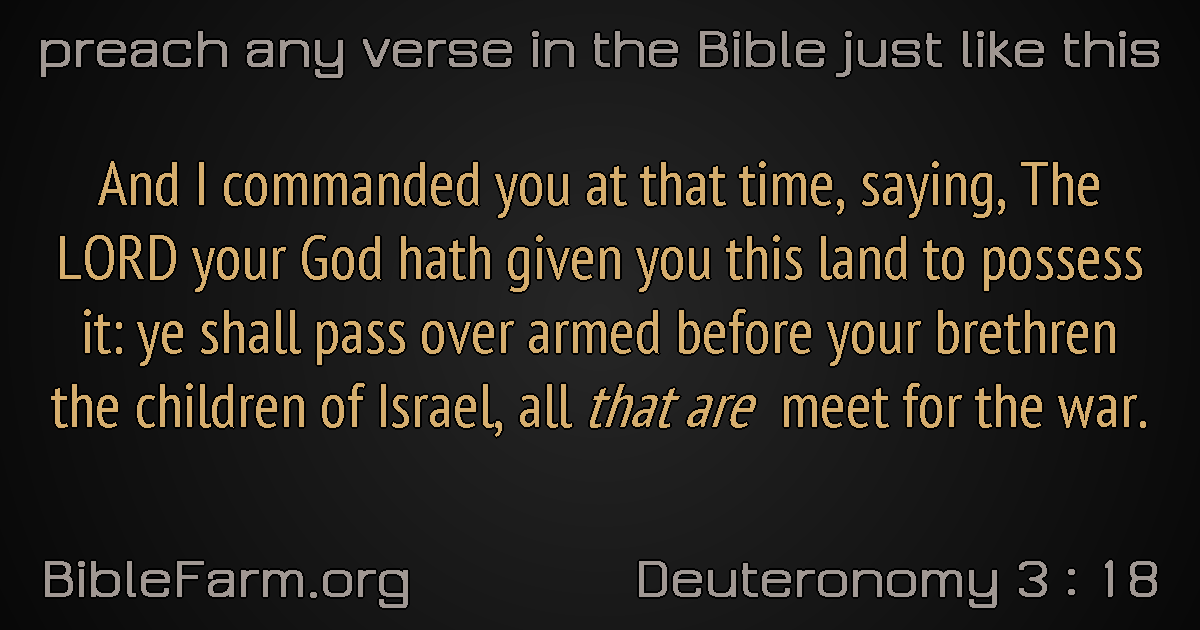 preach any verse in the Bible just like this
And I commanded you at that time, saying, The
LORD your God hath given you this land to possess
it: ye shall pass over armed before your brethren
the children of Israel, all that are meet for the war.
BibleFarm.org
Deuteronomy 3 : 18